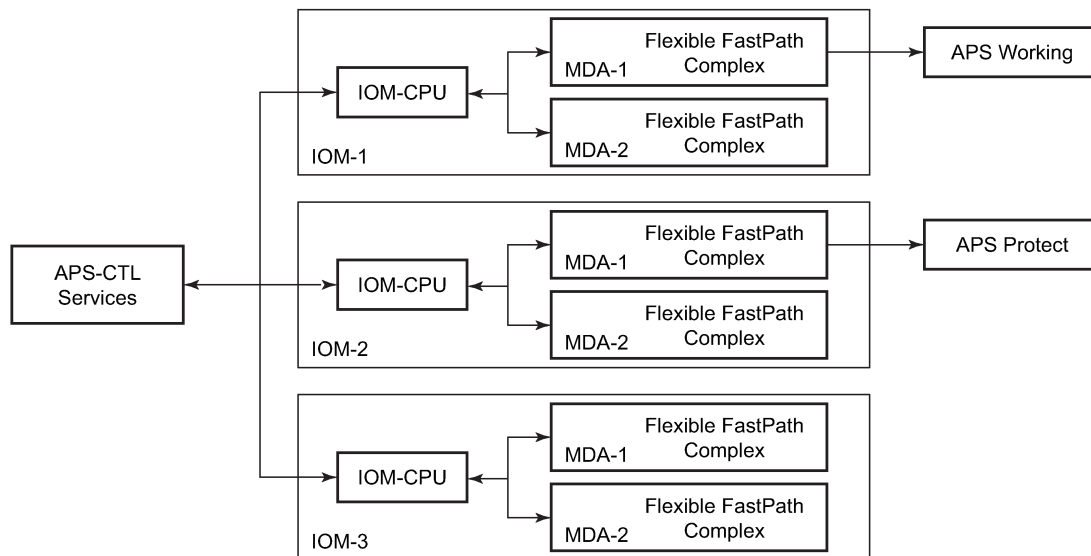 Flexible FastPath
Complex
MDA-1
APS Working
IOM-CPU
Flexible FastPath
Complex
MDA-2
IOM-1
Flexible FastPath
Complex
MDA-1
APS Protect
APS-CTL
Services
IOM-CPU
Flexible FastPath
Complex
MDA-2
IOM-2
Flexible FastPath
Complex
MDA-1
IOM-CPU
Flexible FastPath
Complex
MDA-2
IOM-3